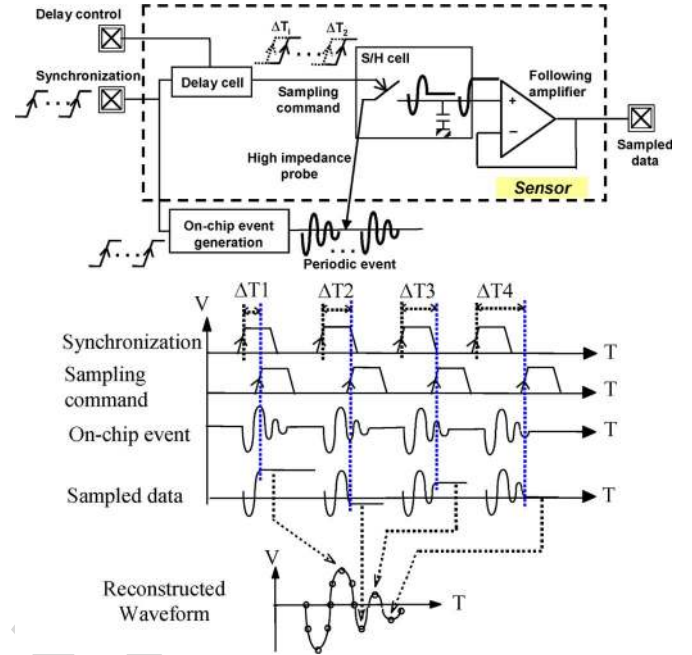 Delay control
ΔTi
ΔT2
S/H cell
Synchronization
Delay cell
Sampling
command
Following
amplifier
+
−
Sampled
data
High impedance
probe
Sensor
On-chip event
generation
Periodic event
V
ΔT1 ΔT2 ΔT3 ΔT4
Synchronization
T
Sampling
command
T
On-chip event
T
Sampled data
T
V
Reconstructed
Waveform
T